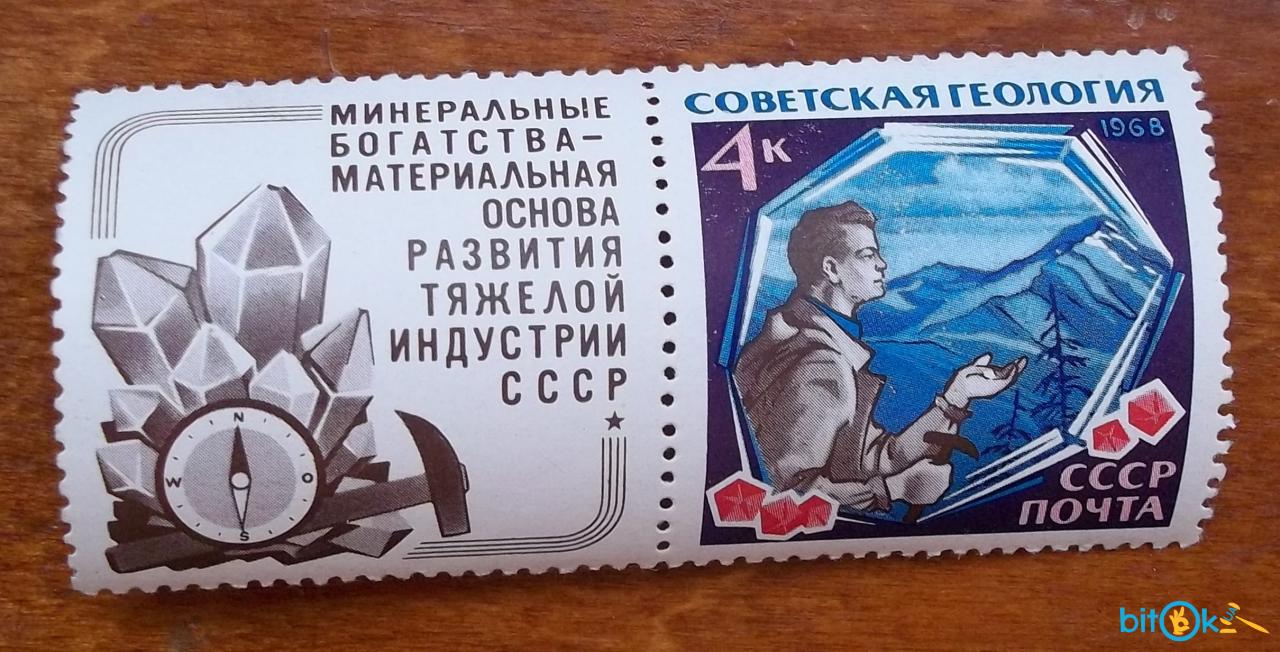 МИНЕРАЛЬНЫЕ
БОГАТСТВА–
МАТЕРИАЛЬНАЯ
ОСНОВА
РАЗВИТИЯ
ТЯЖЕЛОЙ
ИНДУСТРИИ
СССР
N
W
O
S
СОВЕТСКАЯ ГЕОЛОГИЯ
4к
1968
СССР
ПОЧТА
bitOk